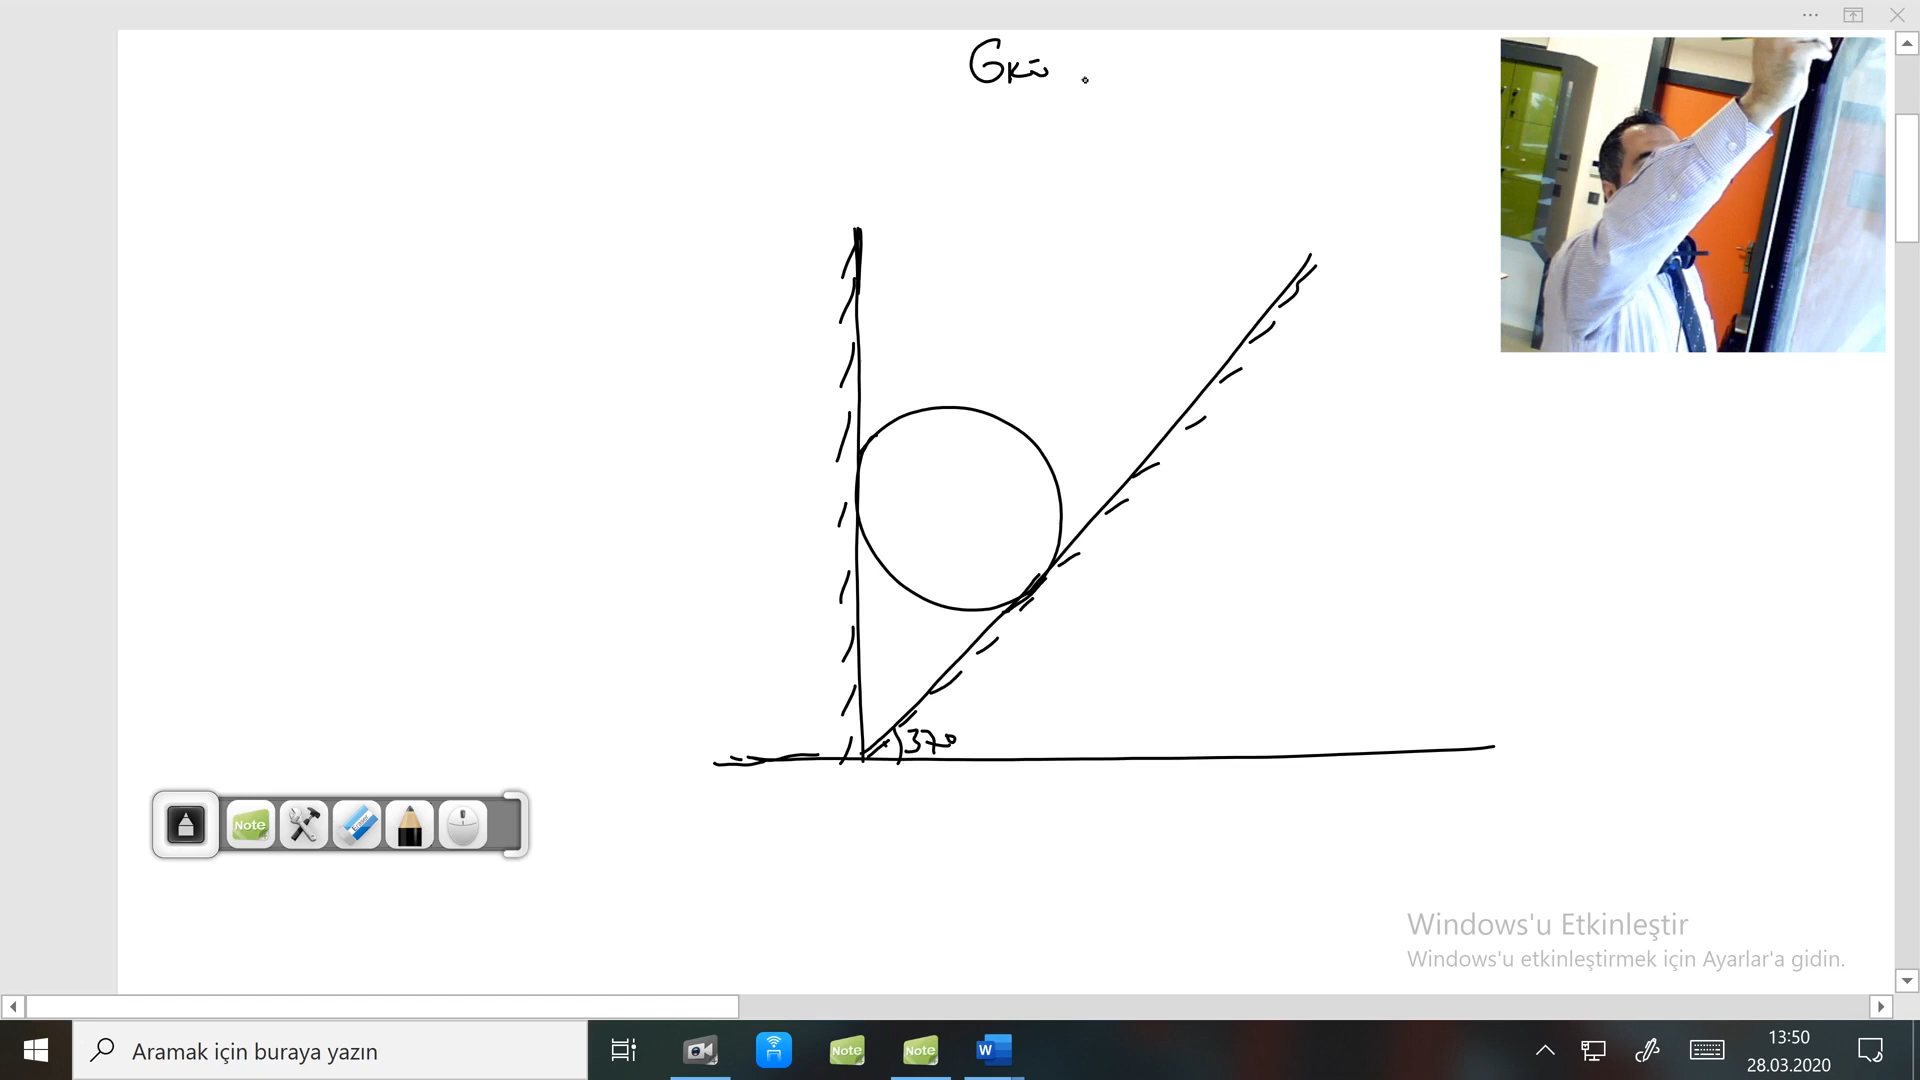 Gkü .
37°
Note
Windows'u Etkinleştir
Windows'u etkinleştirmek için Ayarlar'a gidin.
Aramak için buraya yazın
Note
Note
W
13:50
28.03.2020